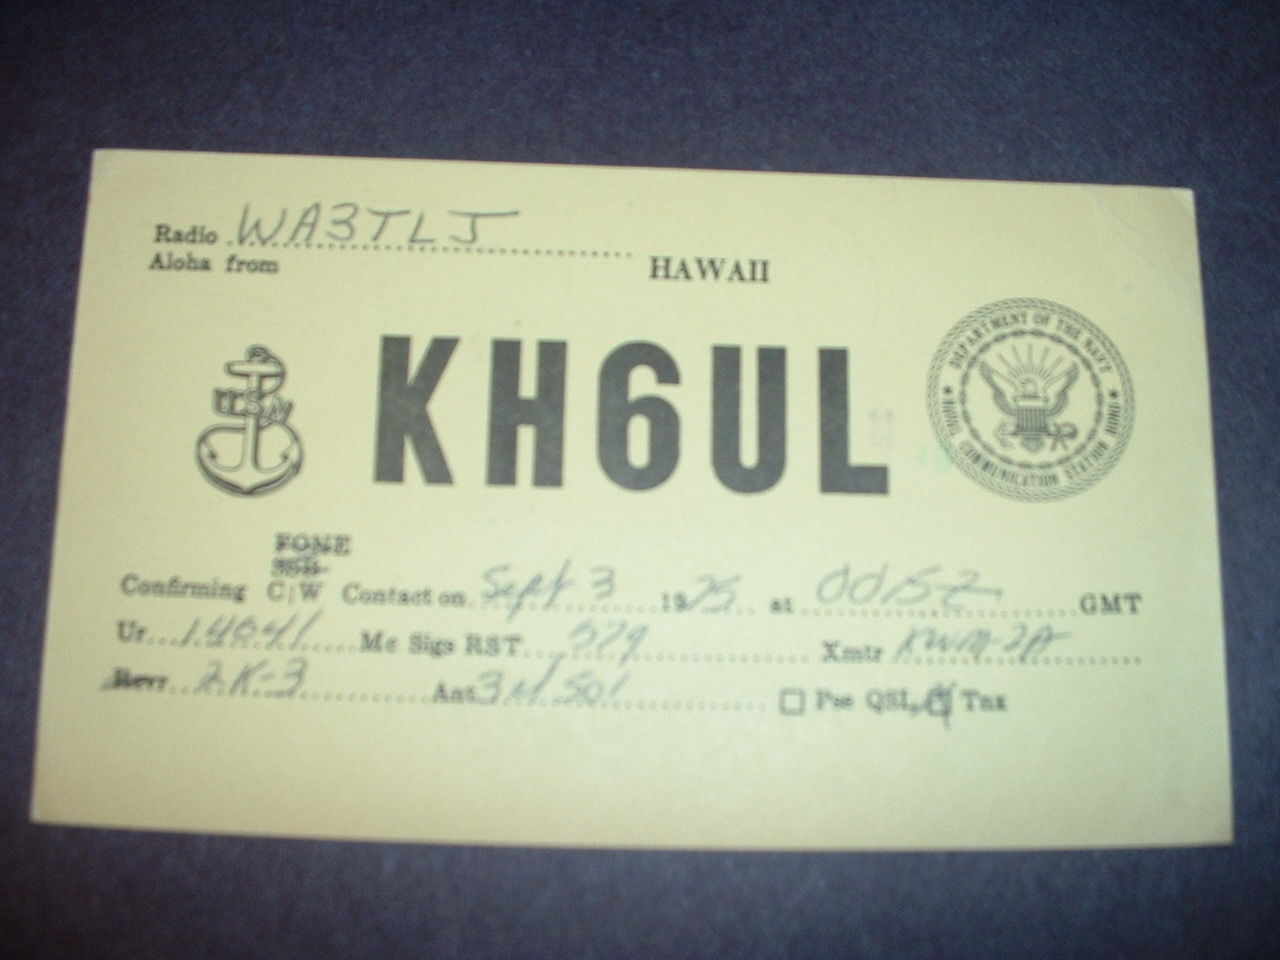 Radio WA3TLJ
Aloha from
HAWAII
USN
KH6UL
DEPARTMENT OF THE NAVY
COMMUNICATION STATION
FONE
SSB
Confirming C|W Contact on Sept 3 1975 at 0015Z GMT
Ur 14041 Mc Sigs RST 579 Xmtr KWM-2A
Rcvr 2K-3 Ant 3el 50'
Pse QSL Tnx